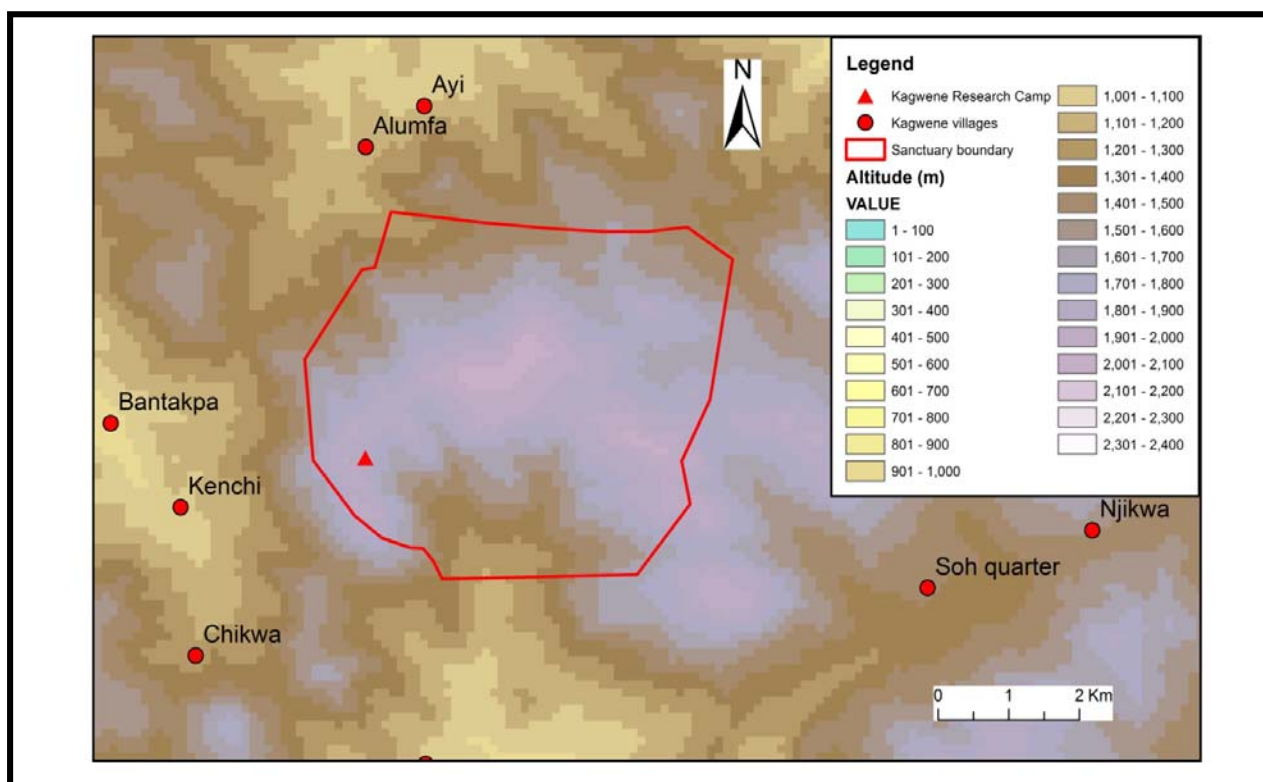 Ayi
Alumfa
Bantakpa
Kenchi
Chikwa
N
Njikwa
Soh quarter
0 1 2 Km
Legend
Kagwene Research Camp
Kagwene villages
Sanctuary boundary
Altitude (m)
VALUE
1 - 100
101 - 200
201 - 300
301 - 400
401 - 500
501 - 600
601 - 700
701 - 800
801 - 900
901 - 1,000
1,001 - 1,100
1,101 - 1,200
1,201 - 1,300
1,301 - 1,400
1,401 - 1,500
1,501 - 1,600
1,601 - 1,700
1,701 - 1,800
1,801 - 1,900
1,901 - 2,000
2,001 - 2,100
2,101 - 2,200
2,201 - 2,300
2,301 - 2,400